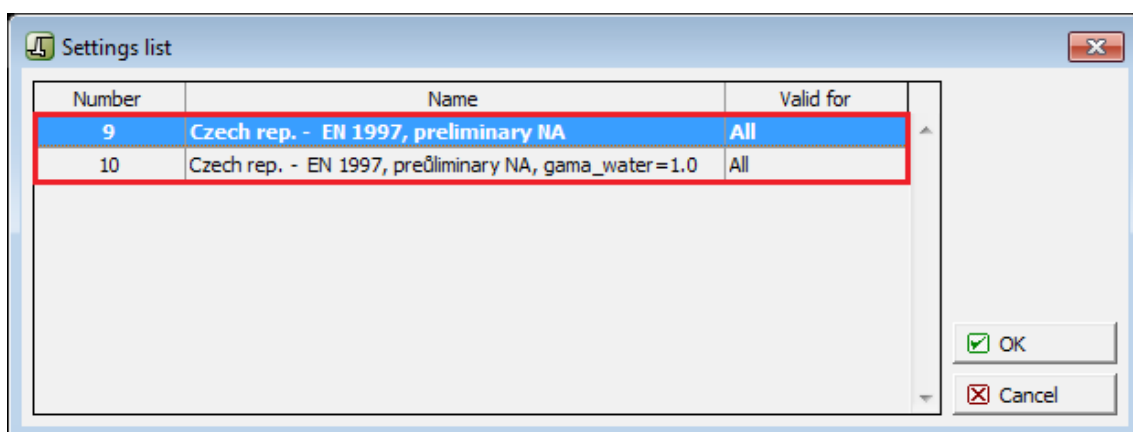 Settings list
Number Name Valid for
9 Czech rep. - EN 1997, preliminary NA All
10 Czech rep. - EN 1997, preůliminary NA, gama_water=1.0 All
OK
Cancel